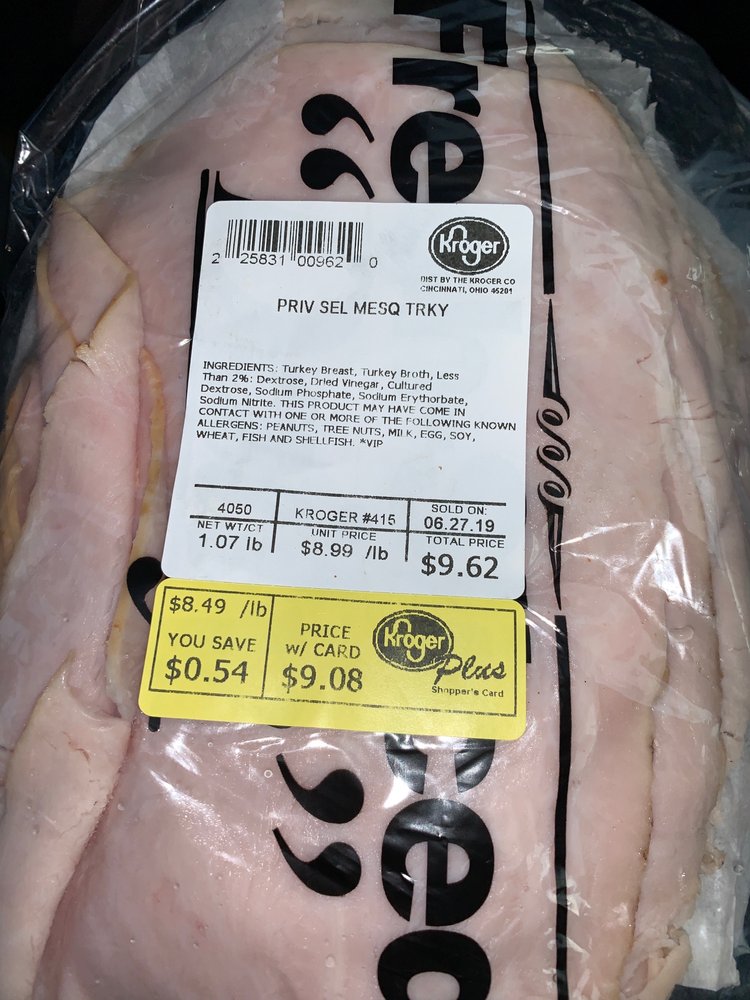 Fre
“
2 25831 00962 0
Kroger
DIST BY THE KROGER CO
CINCINNATI, OHIO 45201
PRIV SEL MESQ TRKY
INGREDIENTS: Turkey Breast, Turkey Broth, Less
Than 2%: Dextrose, Dried Vinegar, Cultured
Dextrose, Sodium Phosphate, Sodium Erythorbate,
Sodium Nitrite. THIS PRODUCT MAY HAVE COME IN
CONTACT WITH ONE OR MORE OF THE FOLLOWING KNOWN
ALLERGENS: PEANUTS, TREE NUTS, MILK, EGG, SOY,
WHEAT, FISH AND SHELLFISH. *VIP
4050 KROGER #415 SOLD ON:
06.27.19
NET WT/CT UNIT PRICE TOTAL PRICE
1.07 lb $8.99 /lb $9.62
$8.49 /lb
YOU SAVE
$0.54
PRICE
w/ CARD
$9.08
Kroger
Plus
Shopper's Card
”
ced